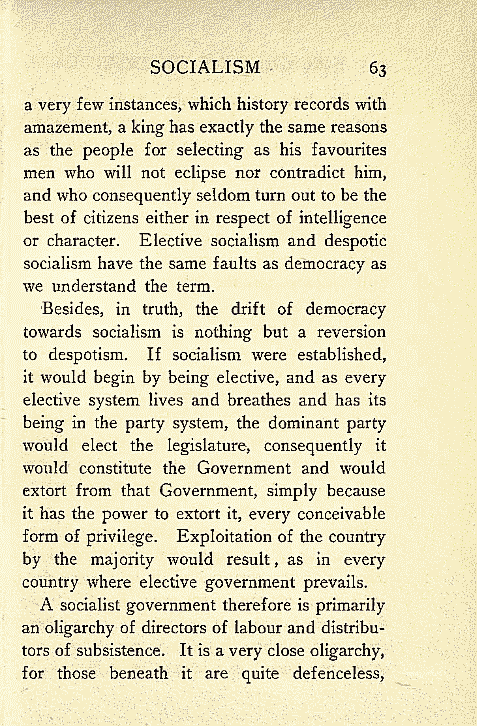 SOCIALISM 63
a very few instances, which history records with
amazement, a king has exactly the same reasons
as the people for selecting as his favourites
men who will not eclipse nor contradict him,
and who consequently seldom turn out to be the
best of citizens either in respect of intelligence
or character. Elective socialism and despotic
socialism have the same faults as democracy as
we understand the term.
Besides, in truth, the drift of democracy
towards socialism is nothing but a reversion
to despotism. If socialism were established,
it would begin by being elective, and as every
elective system lives and breathes and has its
being in the party system, the dominant party
would elect the legislature, consequently it
would constitute the Government and would
extort from that Government, simply because
it has the power to extort it, every conceivable
form of privilege. Exploitation of the country
by the majority would result, as in every
country where elective government prevails.
A socialist government therefore is primarily
an oligarchy of directors of labour and distribu-
tors of subsistence. It is a very close oligarchy,
for those beneath it are quite defenceless,